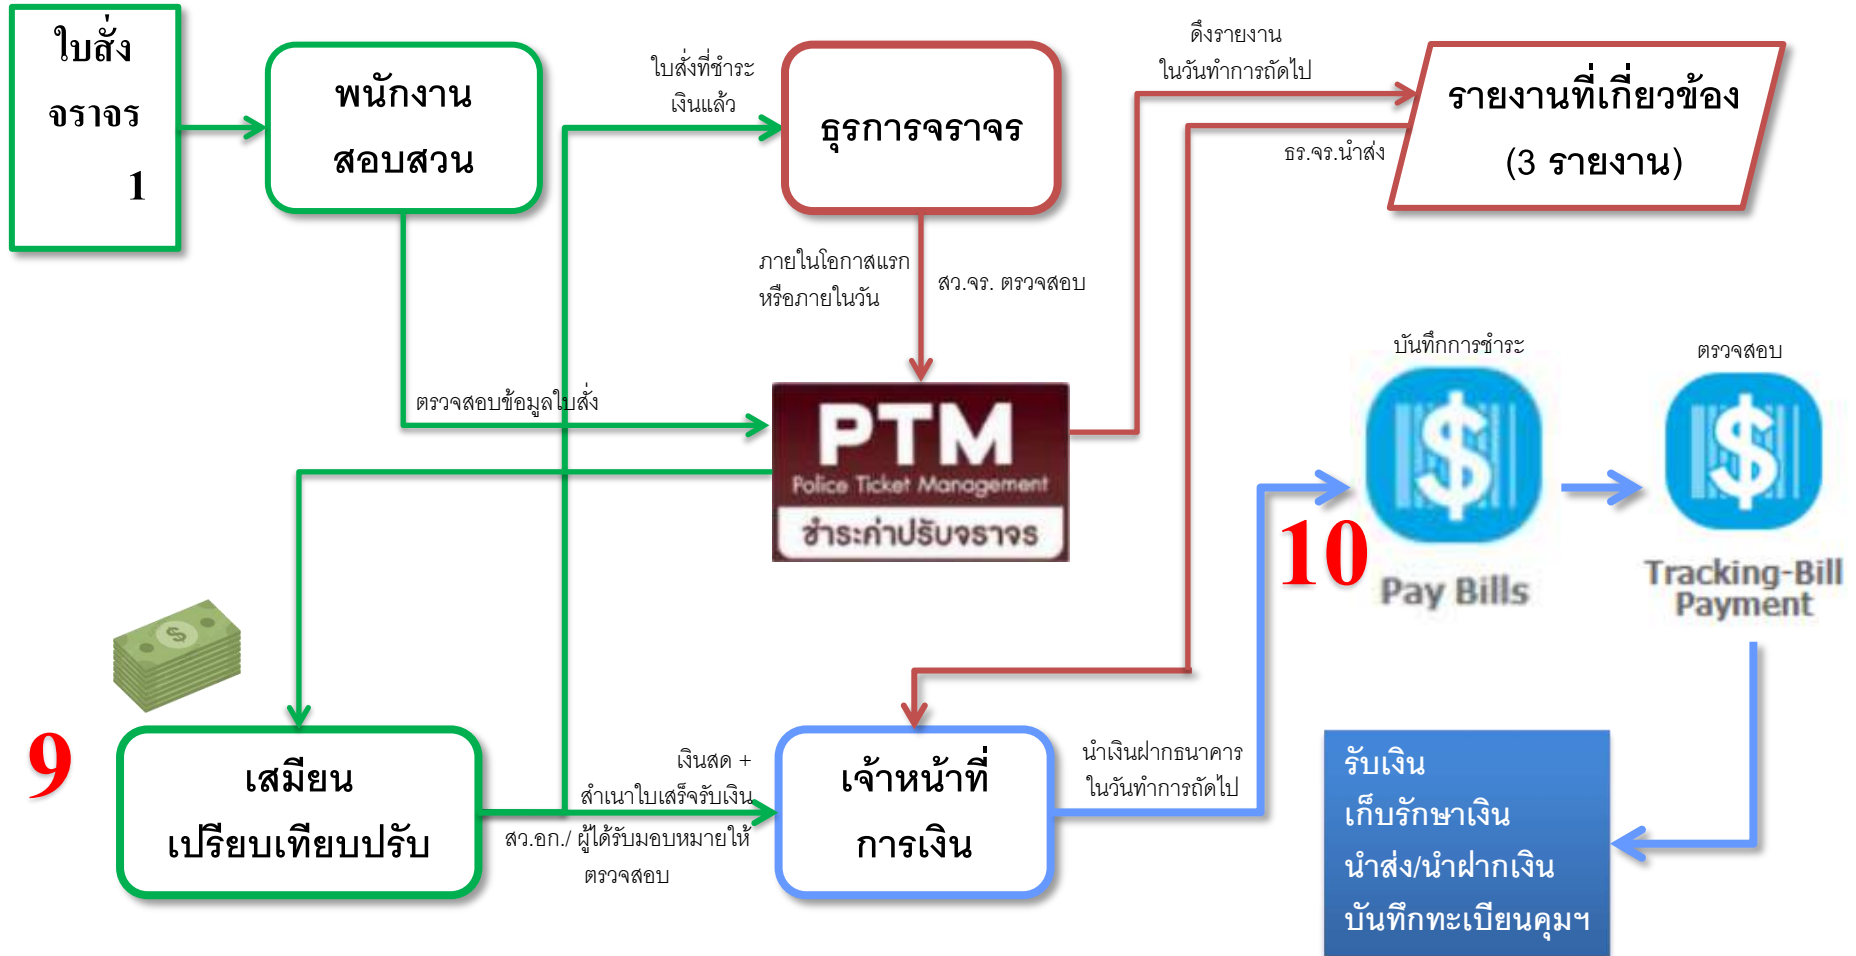 ใบสั่ง
จราจร
1
พนักงาน
สอบสวน
ใบสั่งที่ชำระ
เงินแล้ว
ธุรการจราจร
ดึงรายงาน
ในวันทำการถัดไป
รายงานที่เกี่ยวข้อง
(3 รายงาน)
ธร.จร.นำส่ง
ภายในโอกาสแรก
หรือภายในวัน
สว.จร. ตรวจสอบ
ตรวจสอบข้อมูลใบสั่ง
PTM
Police Ticket Management
ชำระค่าปรับจราจร
บันทึกการชำระ
ตรวจสอบ
$
$
10
Pay Bills
Tracking-Bill
Payment
9
เสมียน
เปรียบเทียบปรับ
เงินสด +
สำเนาใบเสร็จรับเงิน
สว.อก./ ผู้ได้รับมอบหมายให้
ตรวจสอบ
เจ้าหน้าที่
การเงิน
นำเงินฝากธนาคาร
ในวันทำการถัดไป
รับเงิน
เก็บรักษาเงิน
นำส่ง/นำฝากเงิน
บันทึกทะเบียนคุมฯ